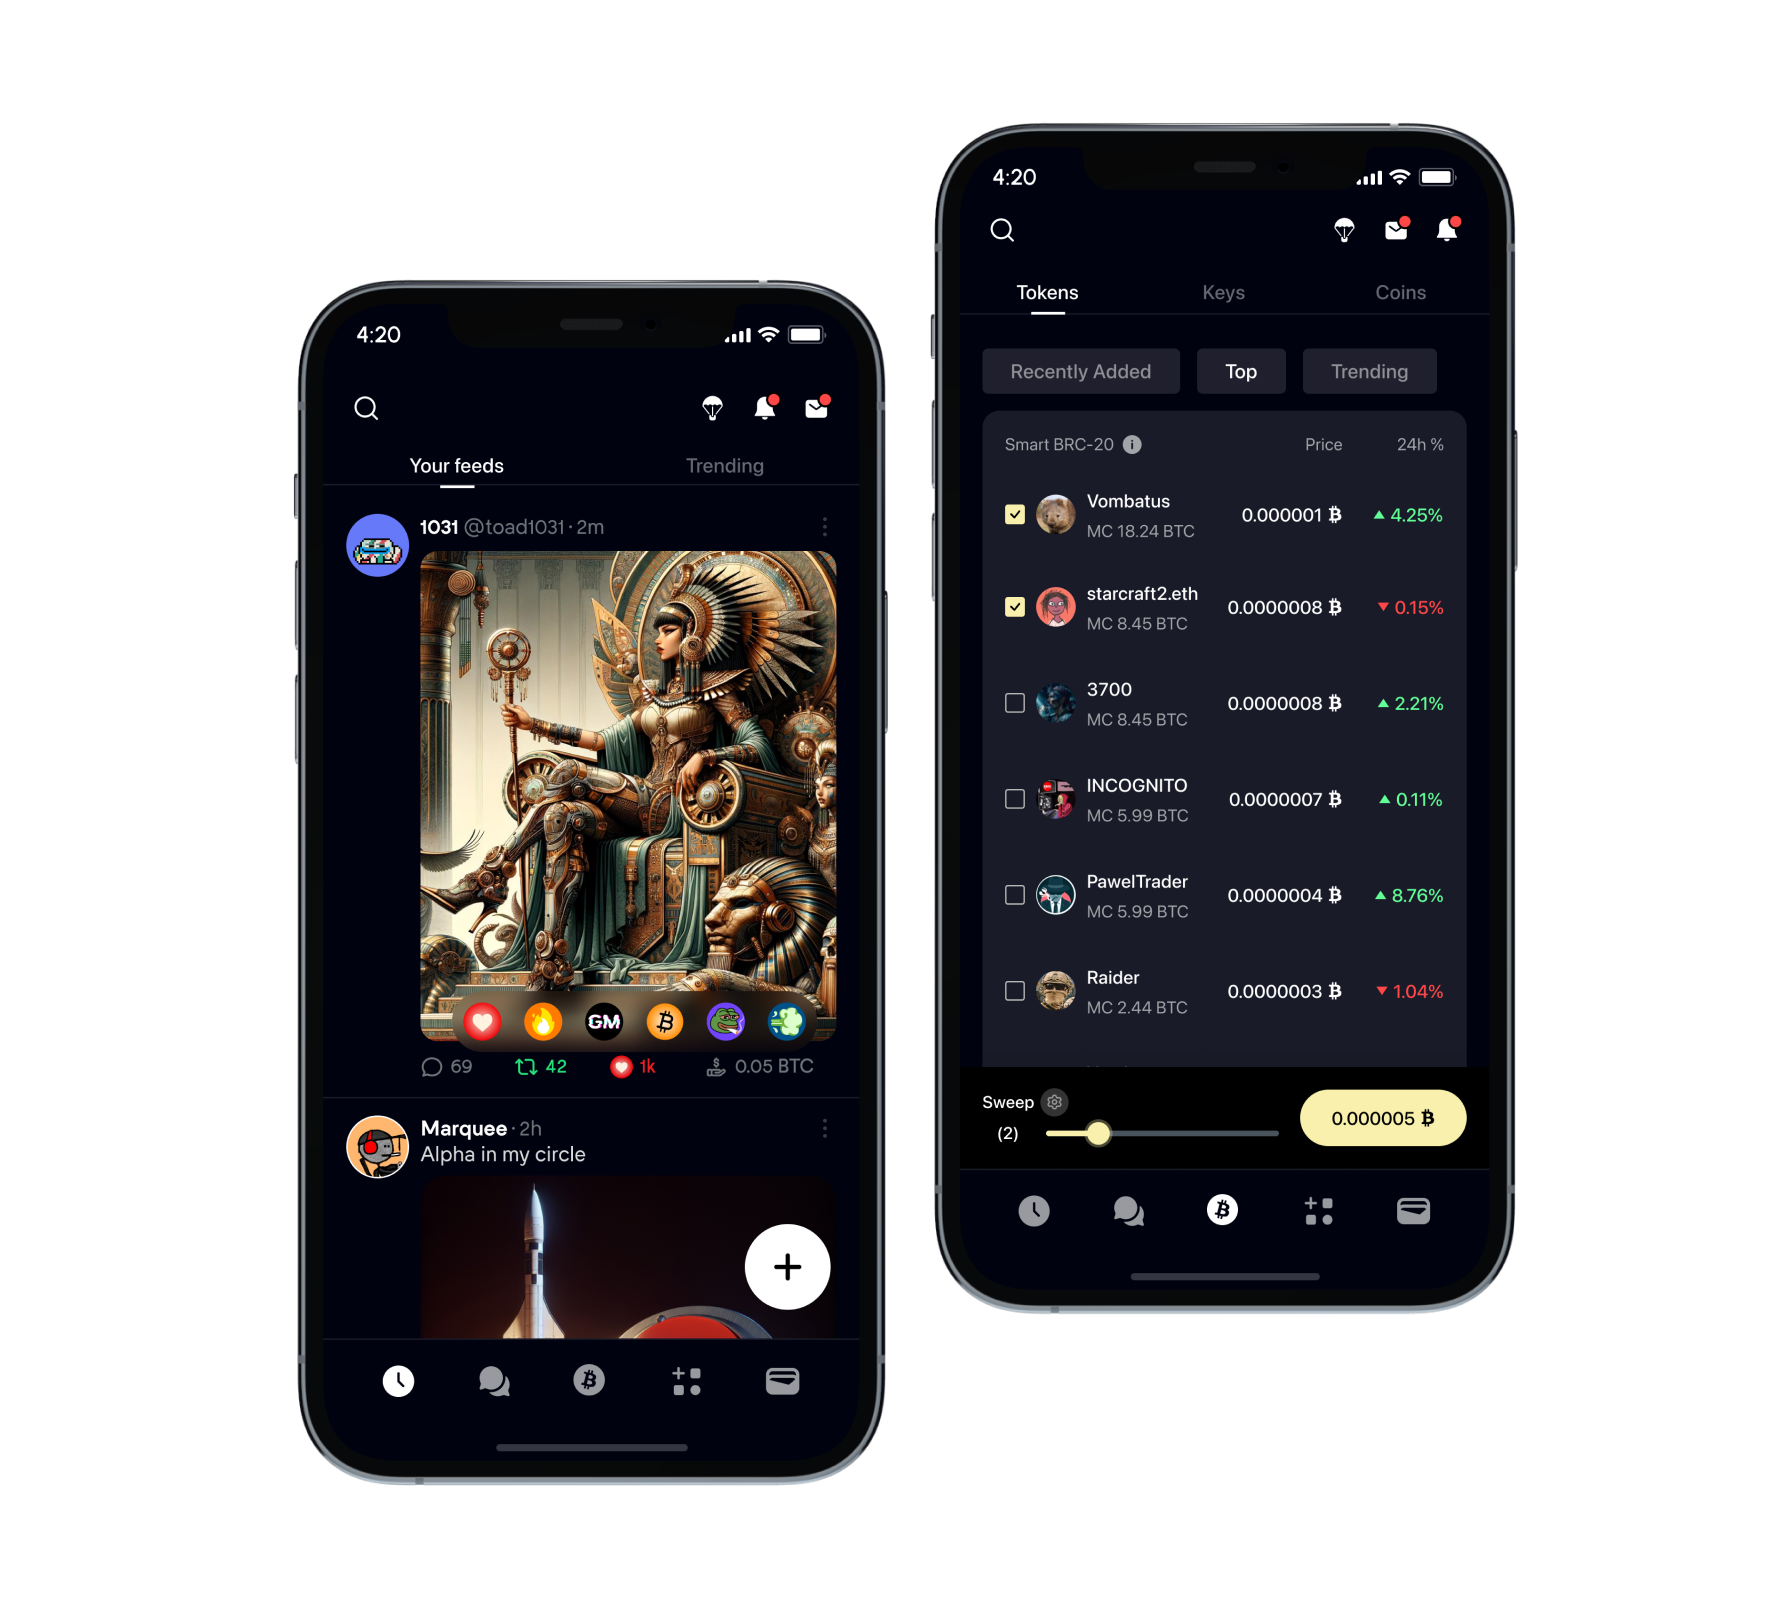 4:20
Your feeds
Trending
1031 @toad1031 · 2m
GM
69
42
1k
0.05 BTC
Marquee · 2h
Alpha in my circle
4:20
Tokens
Keys
Coins
Recently Added
Top
Trending
Smart BRC-20
Price
24h %
Vombatus
MC 18.24 BTC
0.000001 ₿
▲ 4.25%
starcraft2.eth
MC 8.45 BTC
0.0000008 ₿
▼ 0.15%
3700
MC 8.45 BTC
0.0000008 ₿
▲ 2.21%
INCOGNITO
MC 5.99 BTC
0.0000007 ₿
▲ 0.11%
PawelTrader
MC 5.99 BTC
0.0000004 ₿
▲ 8.76%
Raider
MC 2.44 BTC
0.0000003 ₿
▼ 1.04%
Sweep
(2)
0.000005 ₿